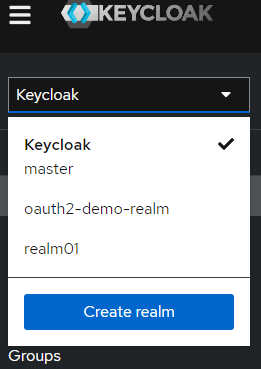 KEYCLOAK
Keycloak
Keycloak
master
oauth2-demo-realm
realm01
Create realm
Groups